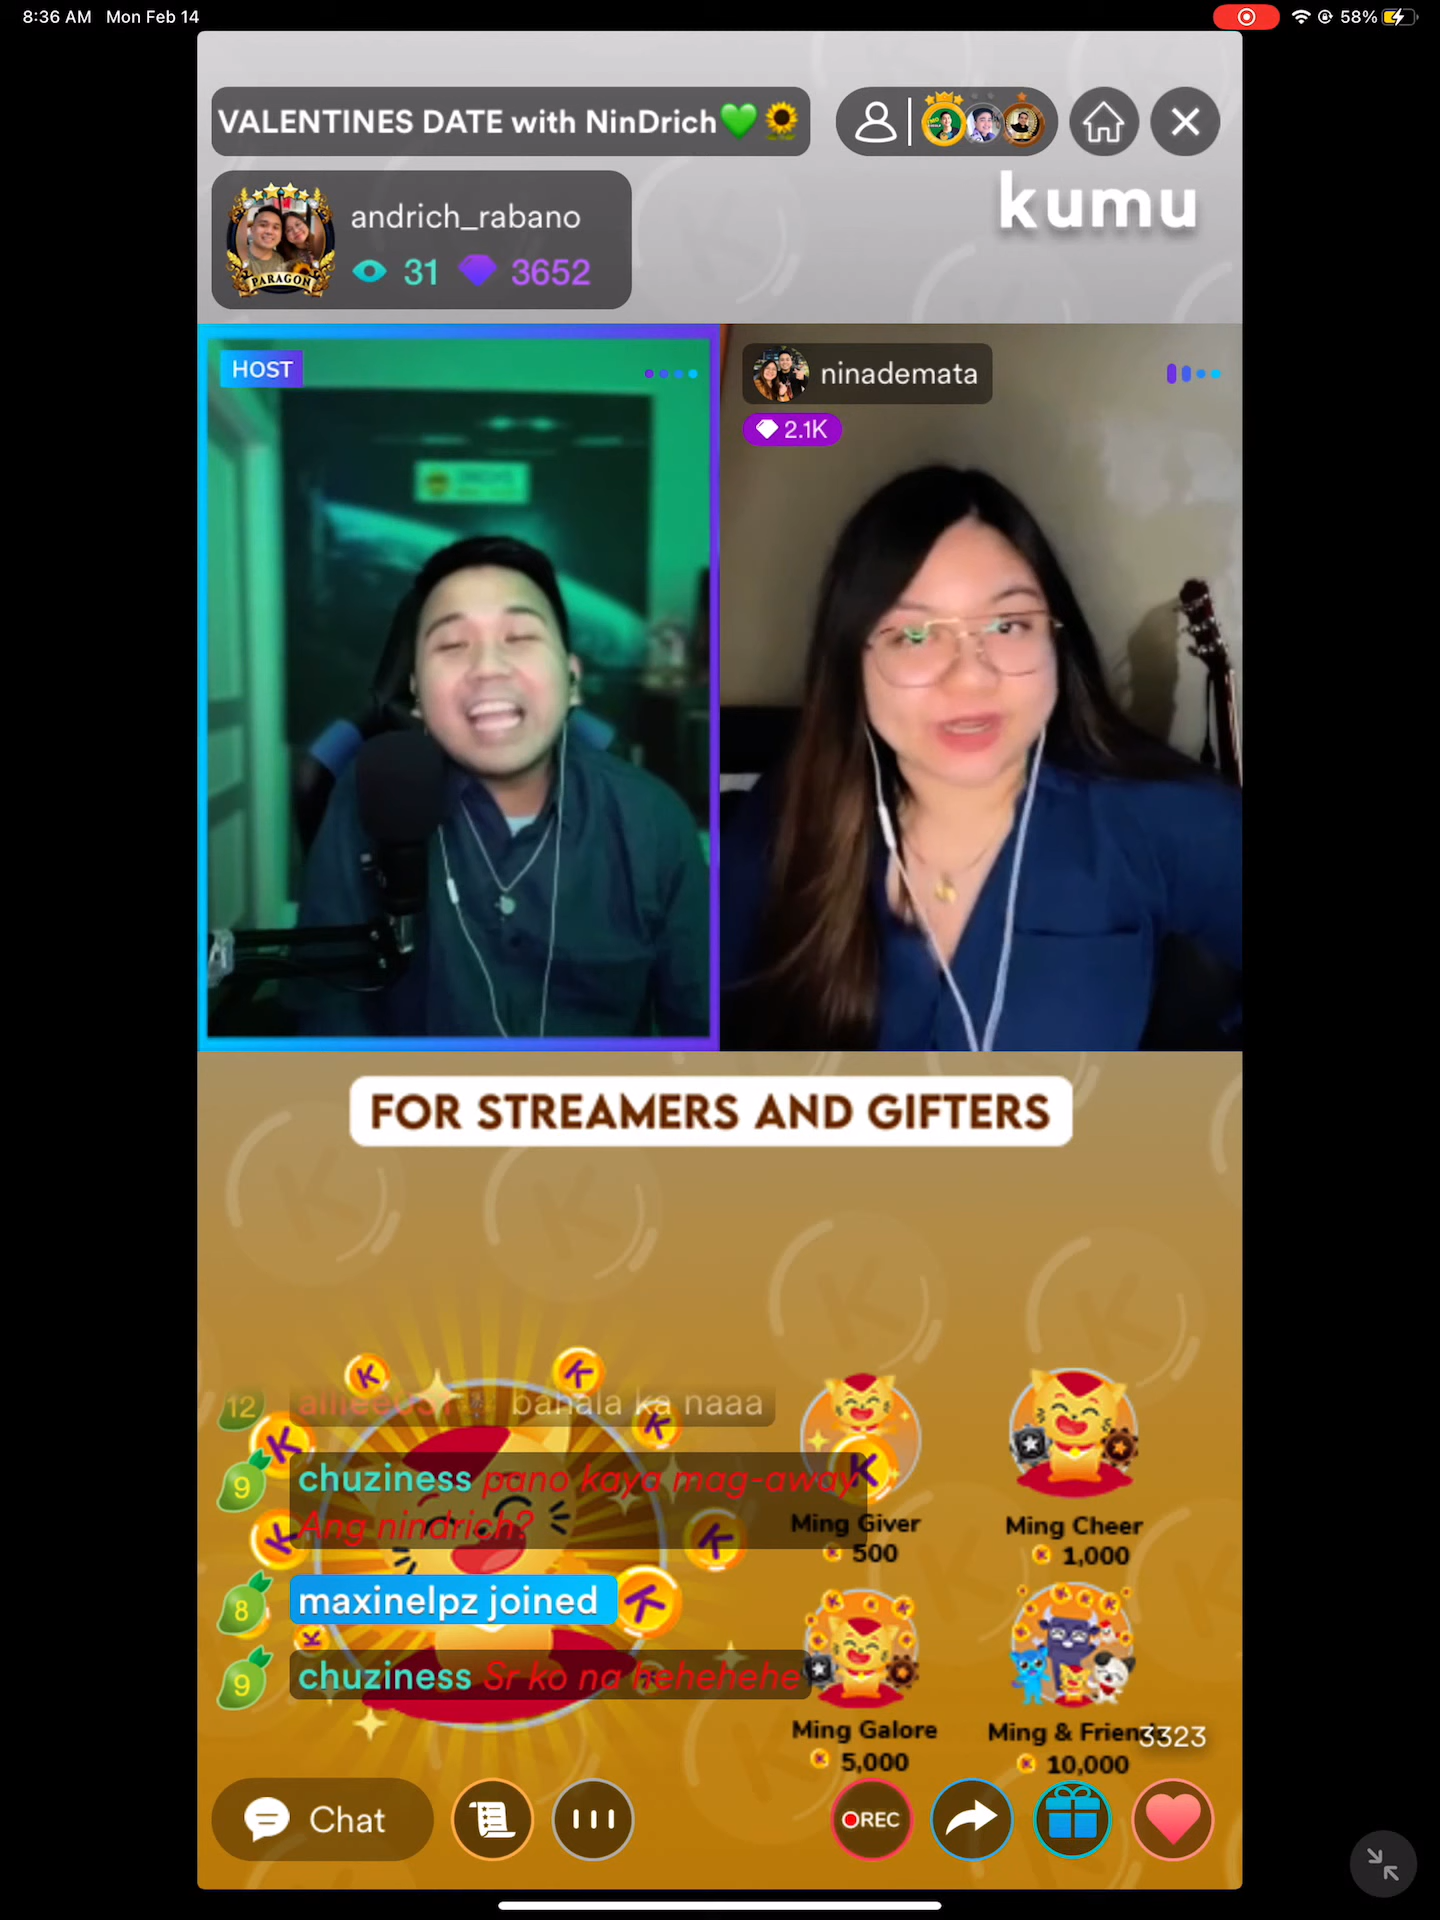 8:36 AM Mon Feb 14
58%
VALENTINES DATE with NinDrich💚🌻
kumu
andrich_rabano
31 3652
PARAGON
HOST
ninademata
2.1K
FOR STREAMERS AND GIFTERS
12 bahala ka naaa
9 chuziness pano kaya mag-away
Ang nindrich?
8 maxinelpz joined
9 chuziness Sr ko na hehehehe
Ming Giver
500
Ming Cheer
1,000
Ming Galore
5,000
Ming & Friends
10,000
3323
Chat
REC